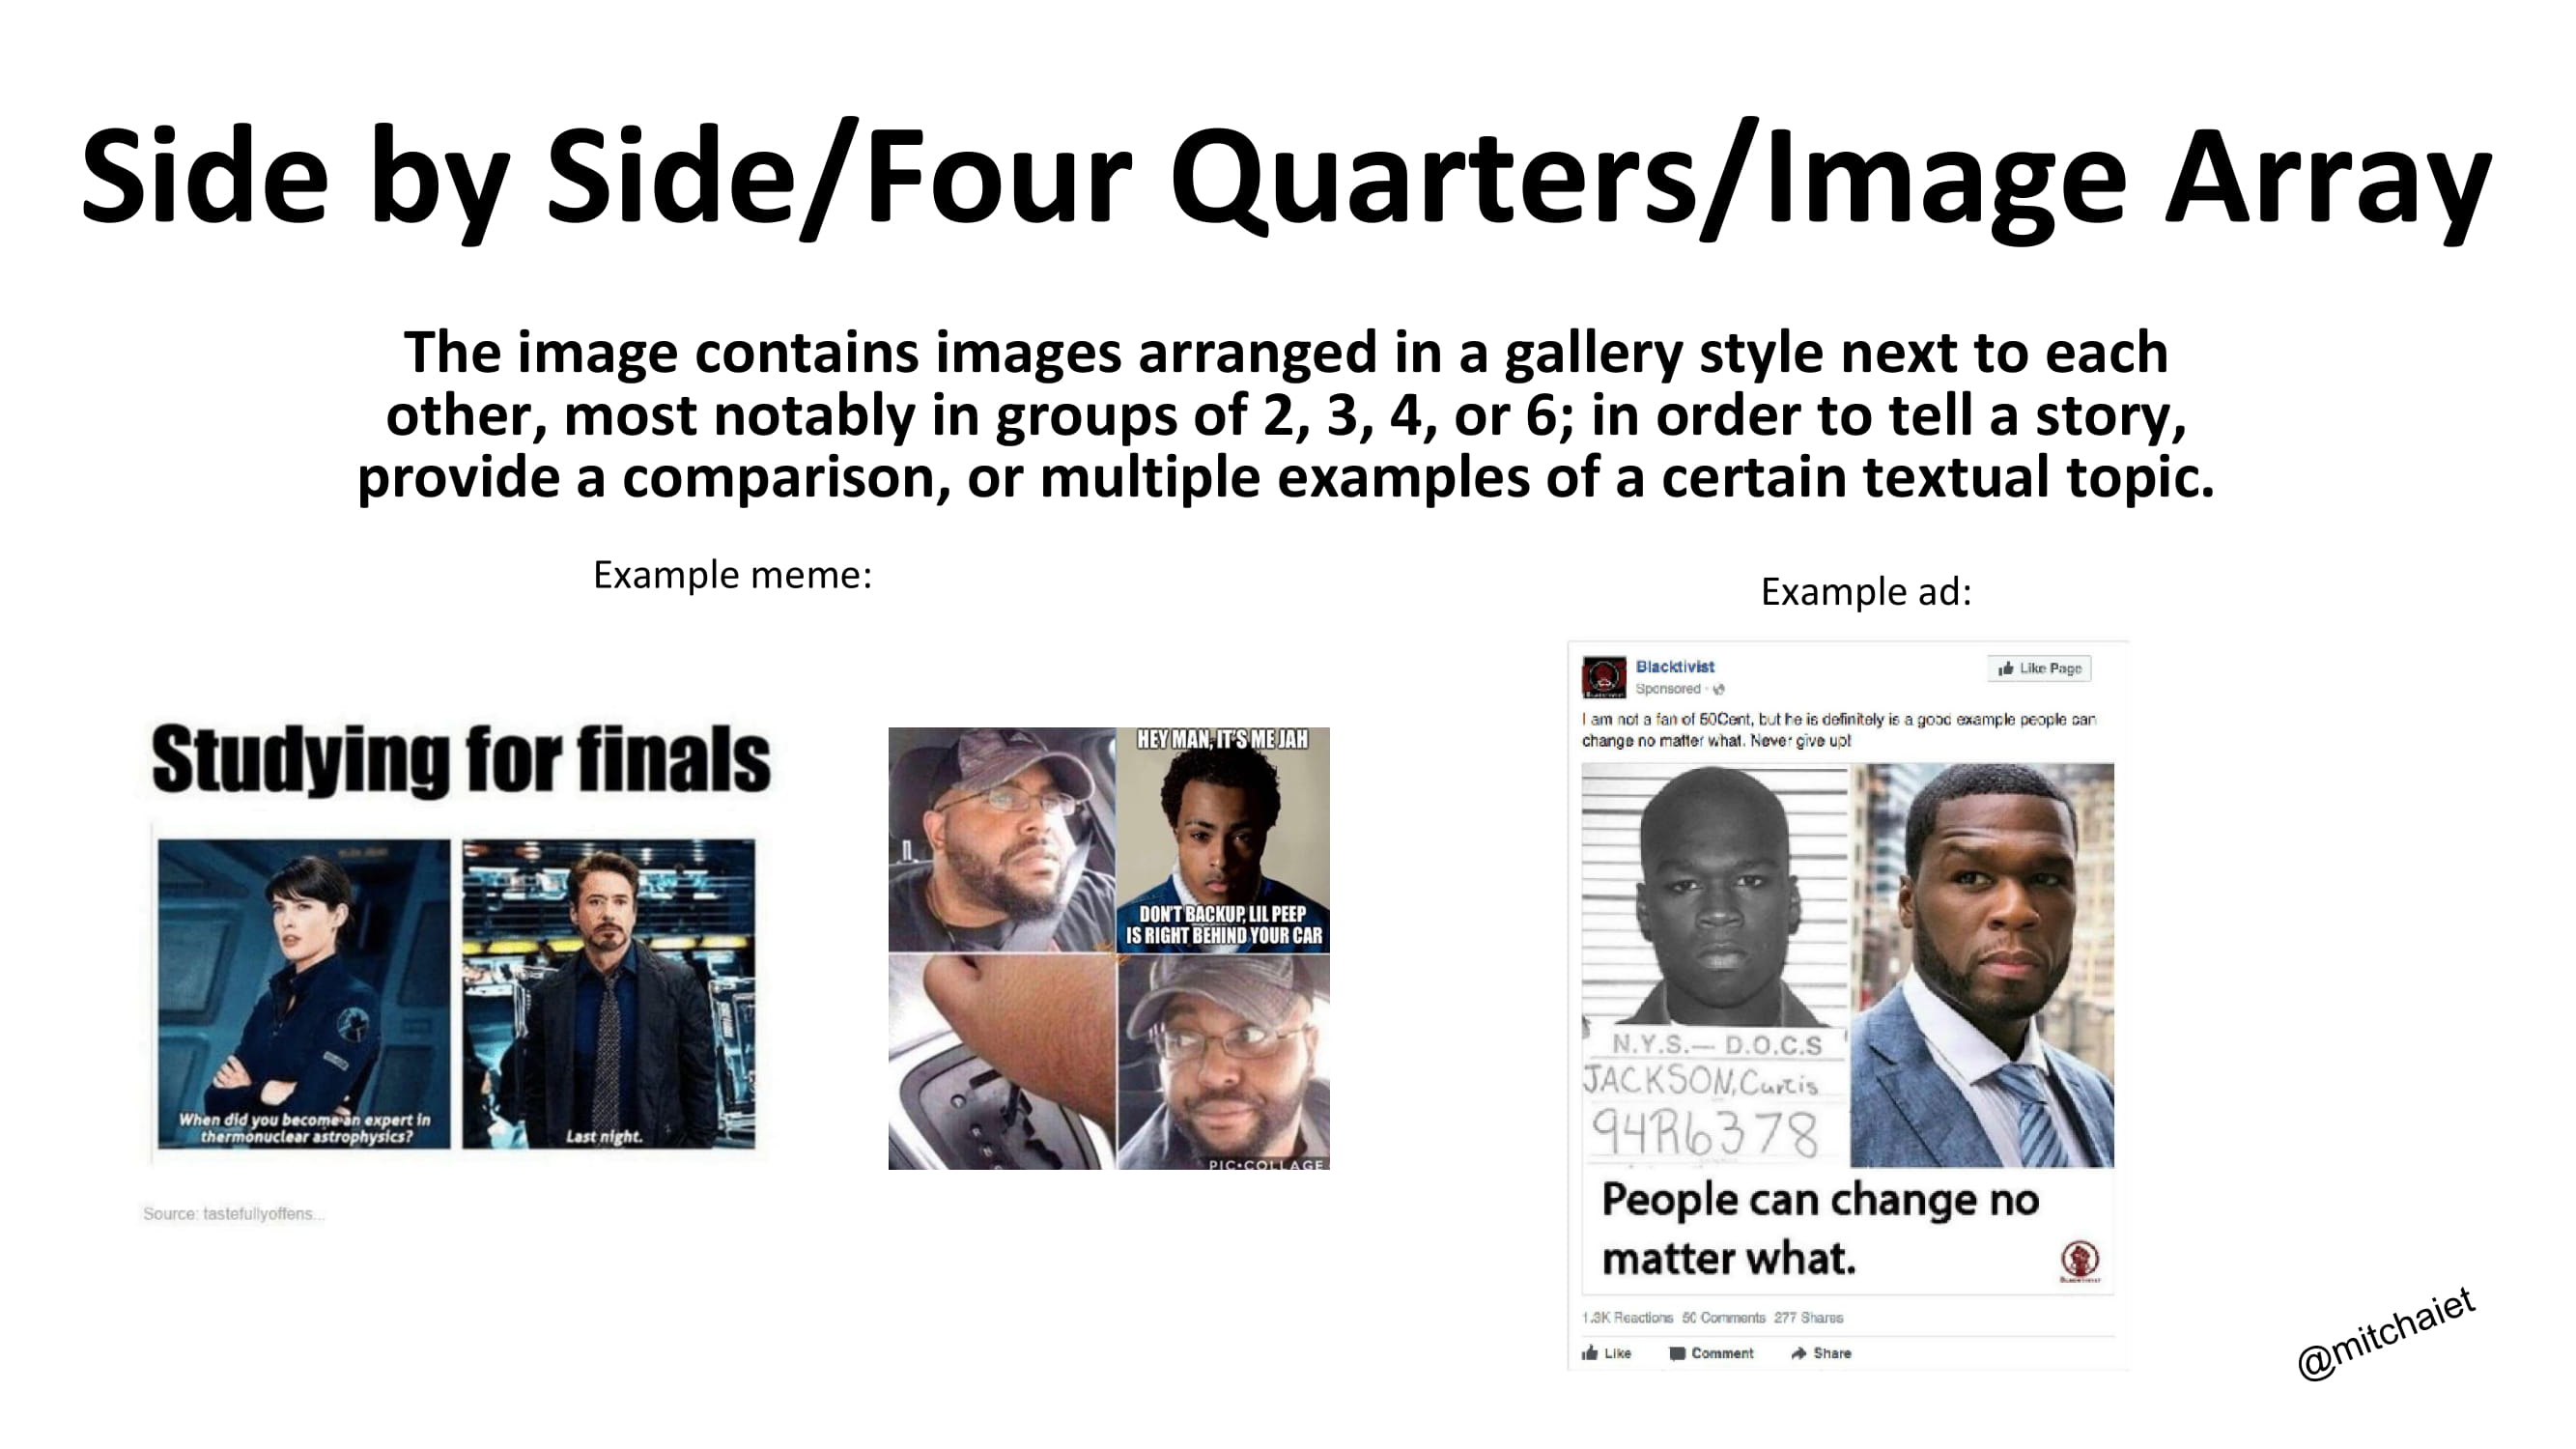 Side by Side/Four Quarters/Image Array
The image contains images arranged in a gallery style next to each
other, most notably in groups of 2, 3, 4, or 6; in order to tell a story,
provide a comparison, or multiple examples of a certain textual topic.
Example meme:
Example ad:
Studying for finals
When did you become an expert in
thermonuclear astrophysics?
Last night.
Source: tastefullyoffens...
HEY MAN, IT'S ME JAH
DON'T BACKUP, LIL PEEP
IS RIGHT BEHIND YOUR CAR
PIC•COLLAGE
Blacktivist
Like Page
Sponsored ·
I am not a fan of 50Cent, but he is definitely is a good example people can
change no matter what. Never give up!
N.Y.S.— D.O.C.S
JACKSON, Curtis
94R6378
People can change no
matter what.
1.3K Reactions 50 Comments 277 Shares
Like Comment Share
@mitchaiet